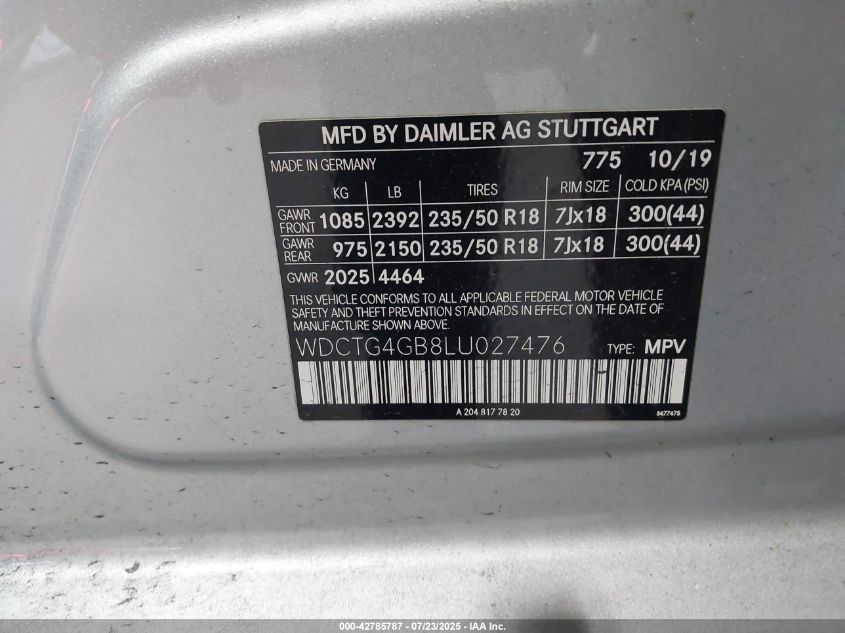 MFD BY DAIMLER AG STUTTGART
MADE IN GERMANY 775 10/19
KG LB TIRES RIM SIZE COLD KPA (PSI)
GAWR FRONT 1085 2392 235/50 R18 7Jx18 300(44)
GAWR REAR 975 2150 235/50 R18 7Jx18 300(44)
GVWR 2025 4464
THIS VEHICLE CONFORMS TO ALL APPLICABLE FEDERAL MOTOR VEHICLE
SAFETY AND THEFT PREVENTION STANDARDS IN EFFECT ON THE DATE OF
MANUFACTURE SHOWN ABOVE.
WDCTG4GB8LU027476 TYPE: MPV
A 204 817 78 20
000-42785787 - 07/23/2025 - IAA Inc.